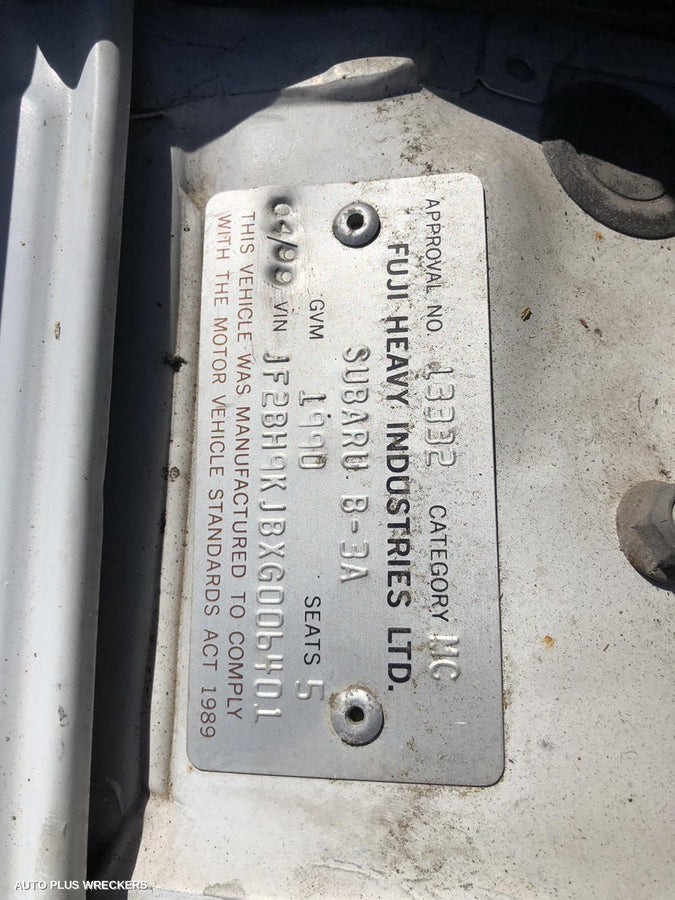 APPROVAL NO. 13332 CATEGORY MC
FUJI HEAVY INDUSTRIES LTD.
SUBARU B-3A
GVM 1990 SEATS 5
04/99 VIN JF2BH9KJBXG006401
THIS VEHICLE WAS MANUFACTURED TO COMPLY
WITH THE MOTOR VEHICLE STANDARDS ACT 1989
AUTO PLUS WRECKERS